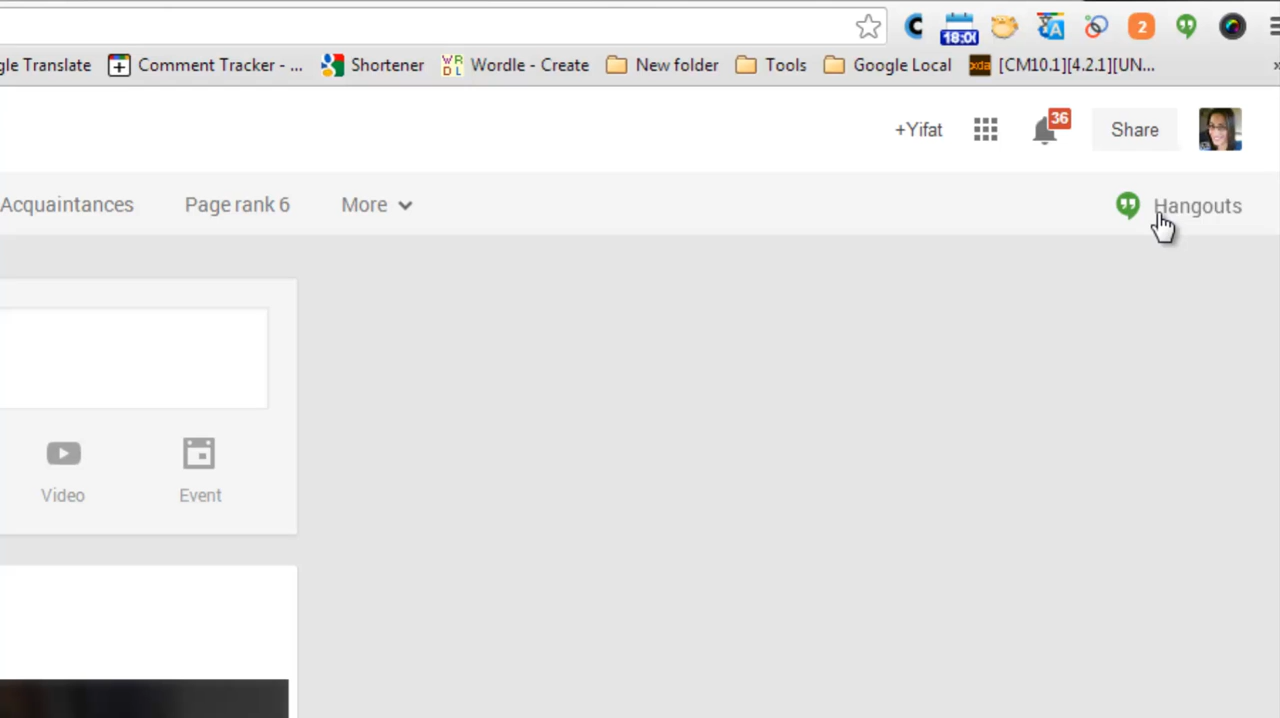 2
18:00
gle Translate Comment Tracker - ... Shortener Wordle - Create New folder Tools Google Local [CM10.1][4.2.1][UN... »
+Yifat 36 Share
Acquaintances Page rank 6 More Hangouts
Video Event